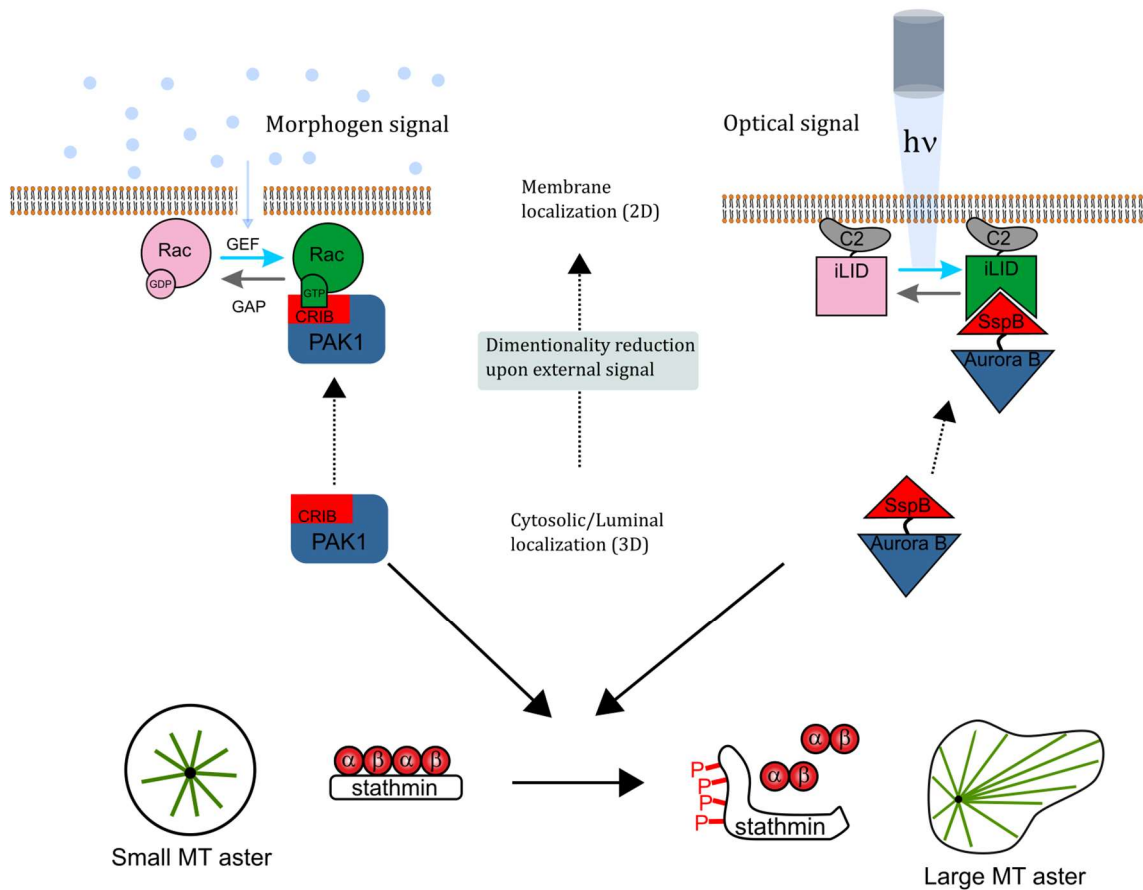 Morphogen signal
Optical signal
hν
Membrane
localization (2D)
Rac
GDP
GEF
GAP
Rac
GTP
CRIB
PAK1
C2
iLID
C2
iLID
SspB
Aurora B
Dimentionality reduction
upon external signal
CRIB
PAK1
Cytosolic/Luminal
localization (3D)
SspB
Aurora B
α β α β
stathmin
α β
α β
P
P
P
P
stathmin
Small MT aster
Large MT aster